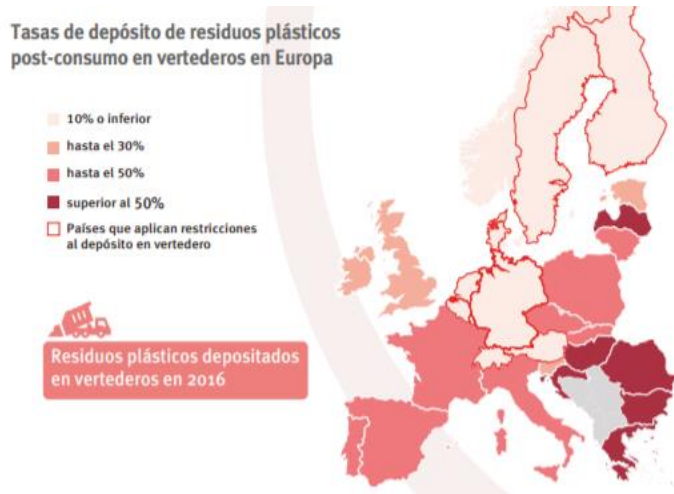 Tasas de depósito de residuos plásticos
post-consumo en vertederos en Europa
10% o inferior
hasta el 30%
hasta el 50%
superior al 50%
Países que aplican restricciones
al depósito en vertedero
Residuos plásticos depositados
en vertederos en 2016